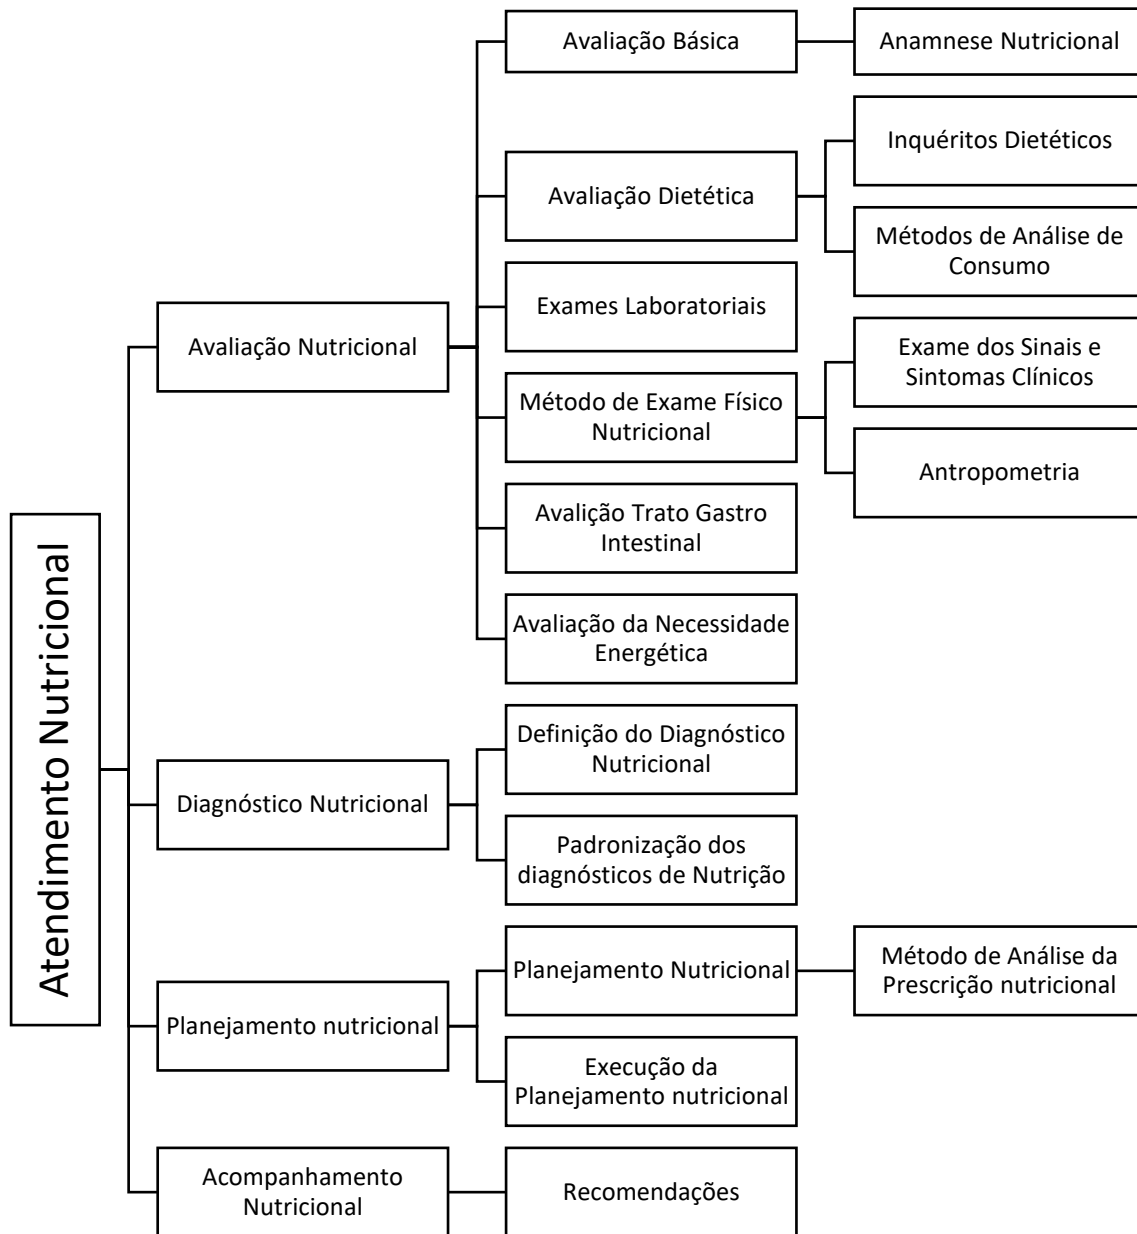 Atendimento Nutricional
Avaliação Nutricional
Avaliação Básica
Anamnese Nutricional
Avaliação Dietética
Inquéritos Dietéticos
Métodos de Análise de
Consumo
Exames Laboratoriais
Método de Exame Físico
Nutricional
Exame dos Sinais e
Sintomas Clínicos
Antropometria
Avalição Trato Gastro
Intestinal
Avaliação da Necessidade
Energética
Diagnóstico Nutricional
Definição do Diagnóstico
Nutricional
Padronização dos
diagnósticos de Nutrição
Planejamento nutricional
Planejamento Nutricional
Método de Análise da
Prescrição nutricional
Execução da
Planejamento nutricional
Acompanhamento
Nutricional
Recomendações